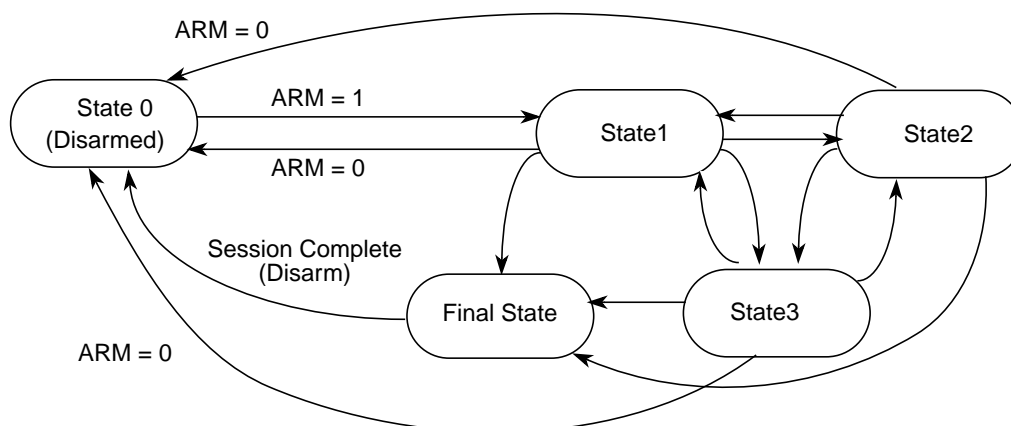 ARM = 0
State 0
(Disarmed)
ARM = 1
ARM = 0
State1
State2
Session Complete
(Disarm)
Final State
State3
ARM = 0